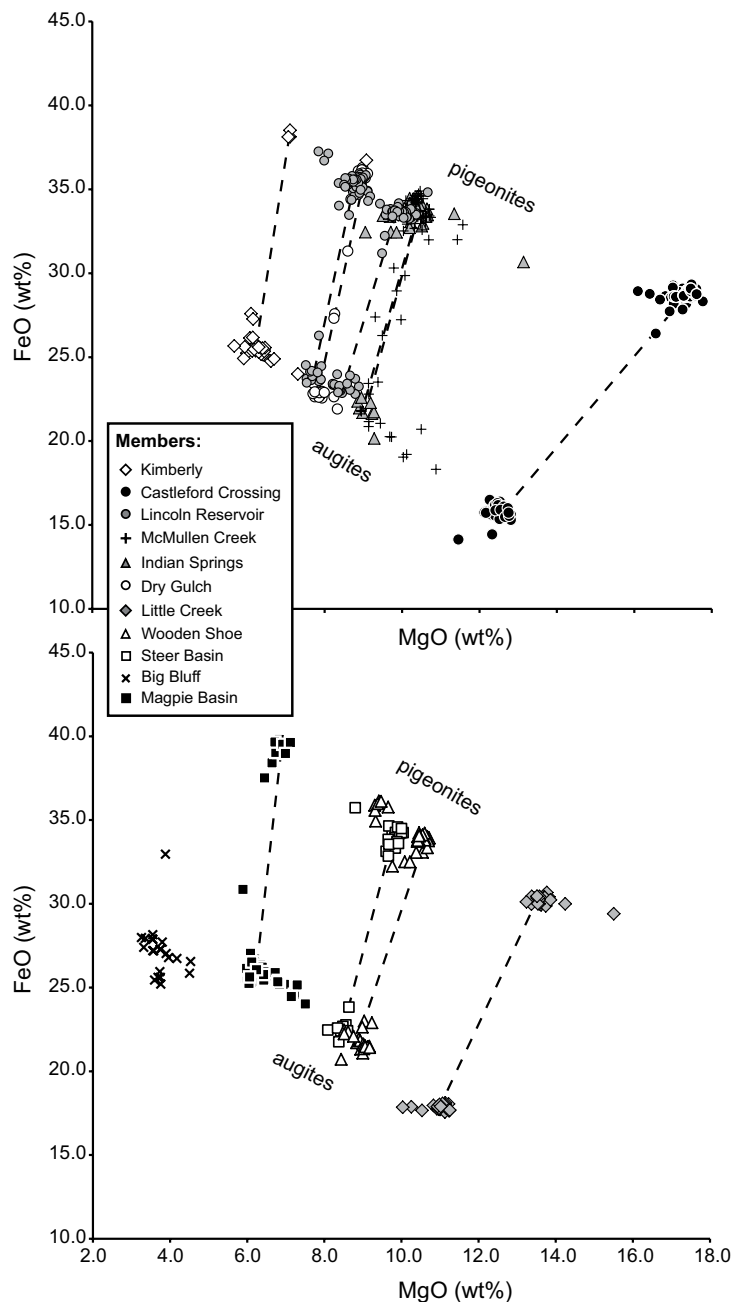 45.0
40.0
35.0
30.0
25.0
20.0
15.0
10.0
FeO (wt%)
pigeonites
augites
MgO (wt%)
Members:
Kimberly
Castleford Crossing
Lincoln Reservoir
McMullen Creek
Indian Springs
Dry Gulch
Little Creek
Wooden Shoe
Steer Basin
Big Bluff
Magpie Basin
45.0
40.0
35.0
30.0
25.0
20.0
15.0
10.0
FeO (wt%)
pigeonites
augites
2.0 4.0 6.0 8.0 10.0 12.0 14.0 16.0 18.0
MgO (wt%)